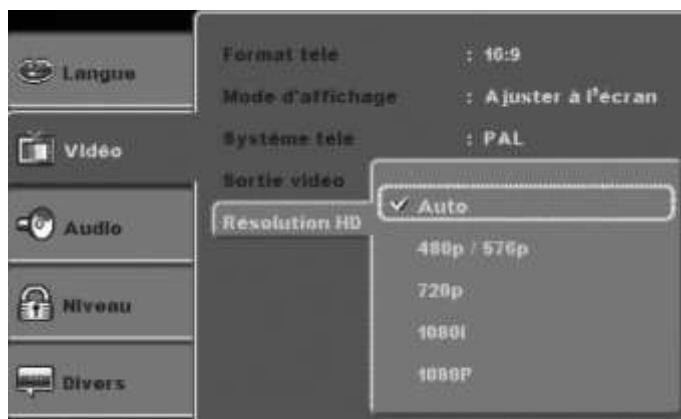 Langue
Vidéo
Audio
Niveau
Divers
Format télé : 16:9
Mode d'affichage : Ajuster à l'écran
Système télé : PAL
Sortie vidéo
Résolution HD
Auto
480p / 576p
720p
1080i
1080P